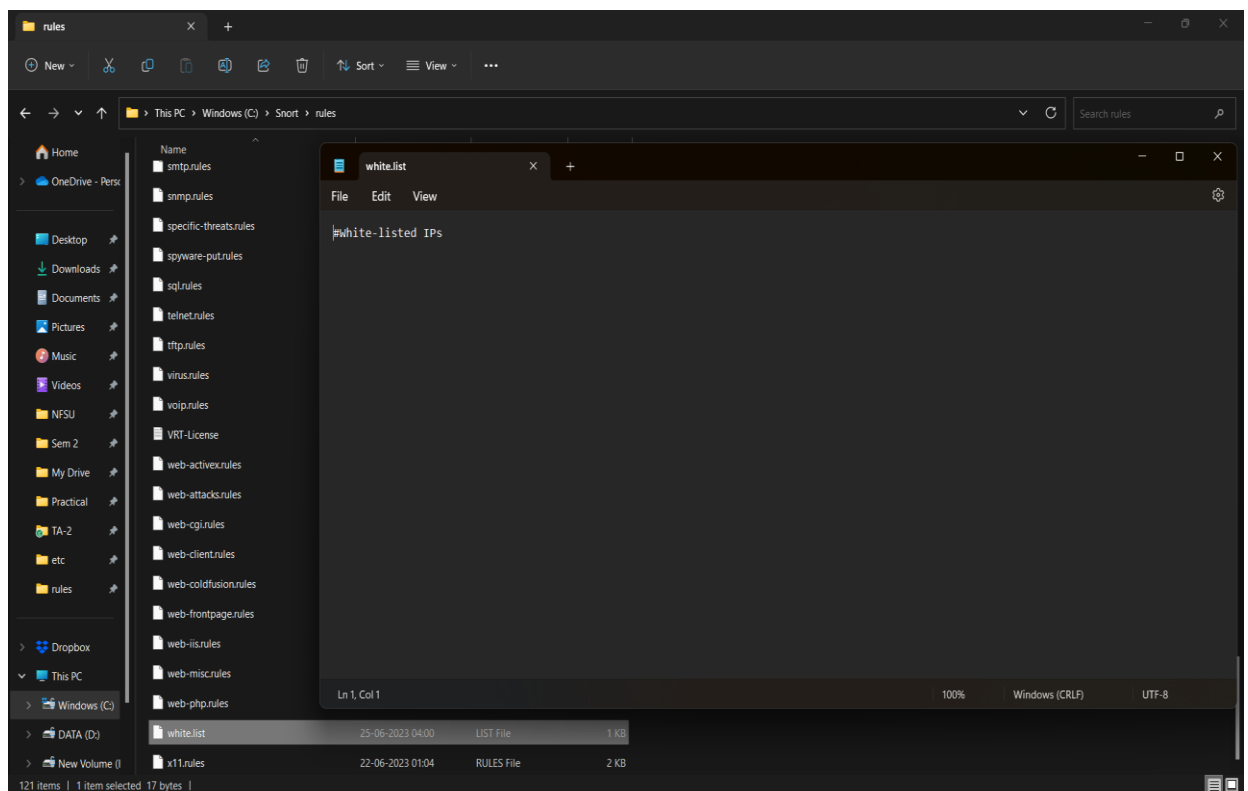 rules
New
Sort
View
This PC > Windows (C:) > Snort > rules
Search rules
Home
OneDrive - Persc
Desktop
Downloads
Documents
Pictures
Music
Videos
NFSU
Sem 2
My Drive
Practical
TA-2
etc
rules
Dropbox
This PC
Windows (C:)
DATA (D:)
New Volume (I
Name
smtp.rules
snmp.rules
specific-threats.rules
spyware-put.rules
sql.rules
telnet.rules
tftp.rules
virus.rules
voip.rules
VRT-License
web-activex.rules
web-attacks.rules
web-cgi.rules
web-client.rules
web-coldfusion.rules
web-frontpage.rules
web-iis.rules
web-misc.rules
web-php.rules
white.list 25-06-2023 04:00 LIST File 1 KB
x11.rules 22-06-2023 01:04 RULES File 2 KB
white.list
File Edit View
#White-listed IPs
Ln 1, Col 1 100% Windows (CRLF) UTF-8
121 items | 1 item selected 17 bytes |